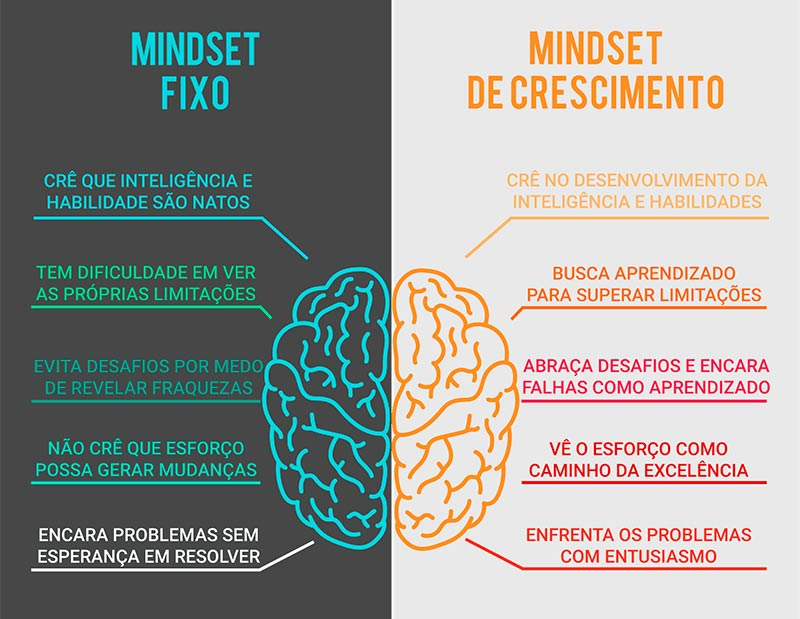 MINDSET
FIXO
CRÊ QUE INTELIGÊNCIA E
HABILIDADE SÃO NATOS
TEM DIFICULDADE EM VER
AS PRÓPRIAS LIMITAÇÕES
EVITA DESAFIOS POR MEDO
DE REVELAR FRAQUEZAS
NÃO CRÊ QUE ESFORÇO
POSSA GERAR MUDANÇAS
ENCARA PROBLEMAS SEM
ESPERANÇA EM RESOLVER
MINDSET
DE CRESCIMENTO
CRÊ NO DESENVOLVIMENTO DA
INTELIGÊNCIA E HABILIDADES
BUSCA APRENDIZADO
PARA SUPERAR LIMITAÇÕES
ABRAÇA DESAFIOS E ENCARA
FALHAS COMO APRENDIZADO
VÊ O ESFORÇO COMO
CAMINHO DA EXCELÊNCIA
ENFRENTA OS PROBLEMAS
COM ENTUSIASMO